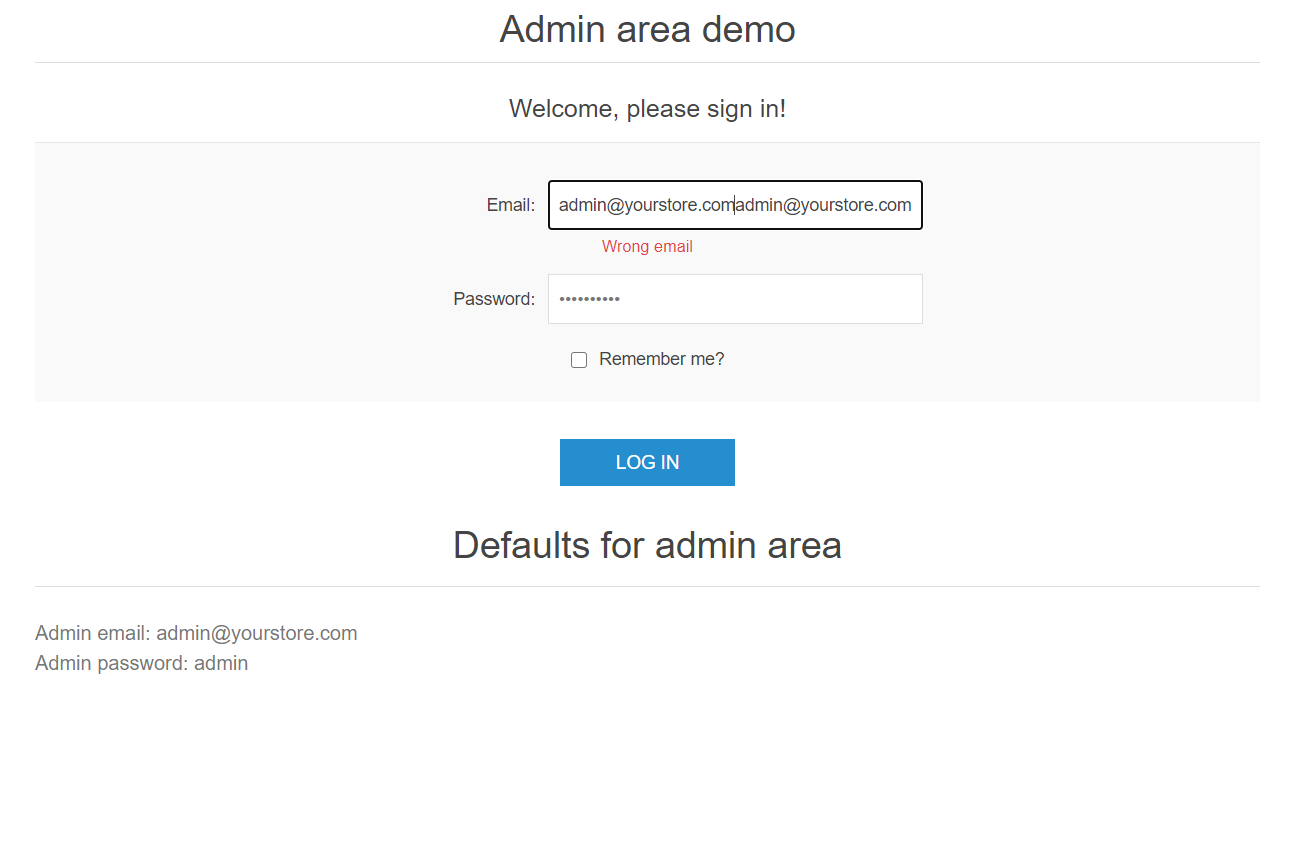 Admin area demo
Welcome, please sign in!
Email: admin@yourstore.comadmin@yourstore.com
Wrong email
Password: ••••••••••
Remember me?
LOG IN
Defaults for admin area
Admin email: admin@yourstore.com
Admin password: admin